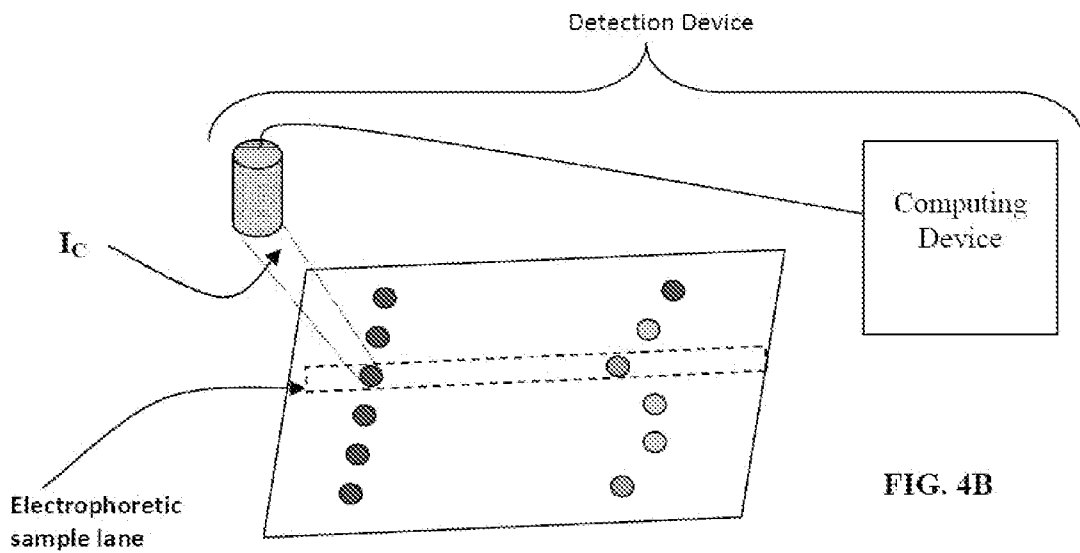 Detection Device
Computing
Device
I_C
FIG. 4B
Electrophoretic
sample lane